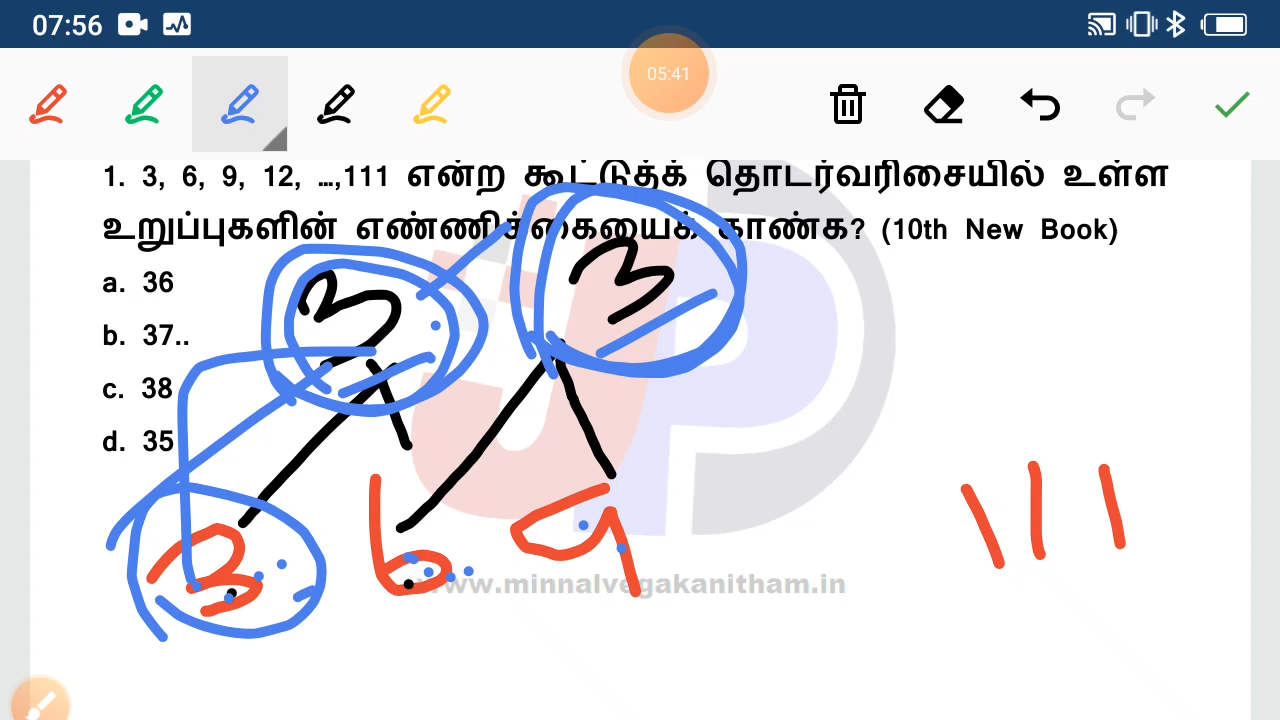 07:56
05:41
1. 3, 6, 9, 12, …,111 என்ற கூட்டுத்தொடர்வரிசையில் உள்ள
உறுப்புகளின் எண்ணிக்கையைக் காண்க? (10th New Book)
a. 36
b. 37..
c. 38
d. 35
3 3
3 6 9 111
www.minnalvegakanitham.in